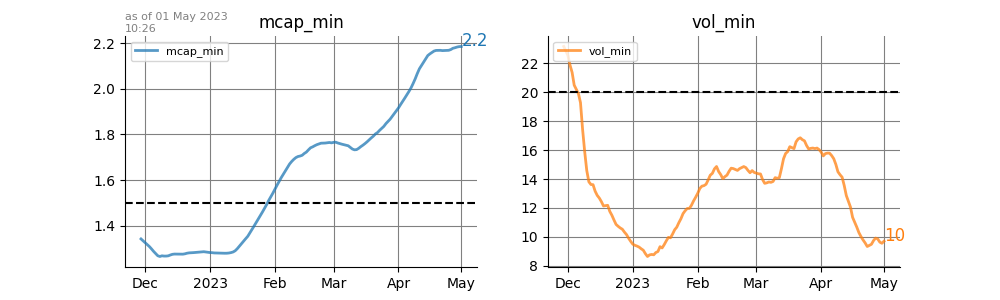 as of 01 May 2023
10:26
mcap_min
mcap_min
2.2
2.2
2.0
1.8
1.6
1.4
Dec
2023
Feb
Mar
Apr
May
vol_min
vol_min
22
20
18
16
14
12
10
8
10
Dec
2023
Feb
Mar
Apr
May